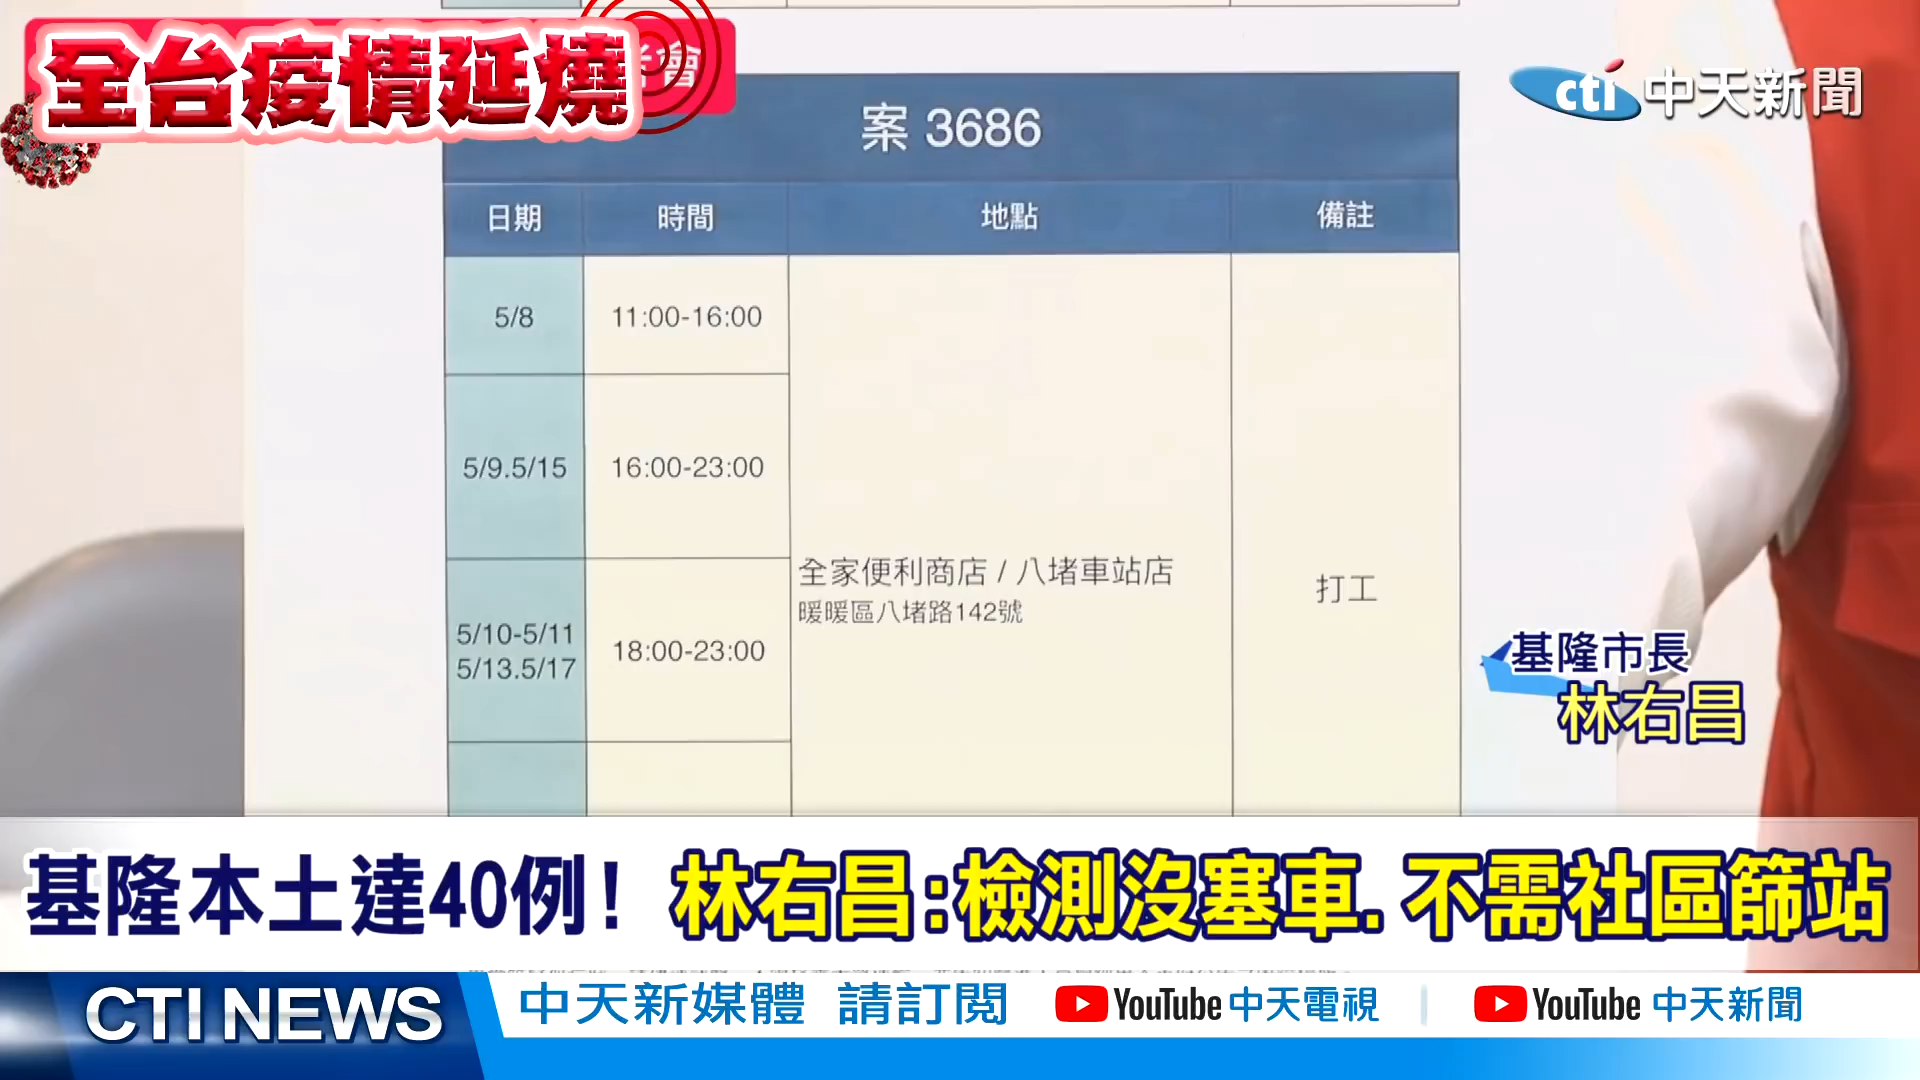 全台疫情延燒
會
cti 中天新聞
案 3686
日期 時間 地點 備註
5/8 11:00-16:00
5/9.5/15 16:00-23:00
全家便利商店 / 八堵車站店
暖暖區八堵路142號
打工
5/10-5/11
5/13.5/17
18:00-23:00
基隆市長
林右昌
基隆本土達40例! 林右昌:檢測沒塞車.不需社區篩站
CTI NEWS
中天新媒體 請訂閱 YouTube 中天電視 YouTube 中天新聞